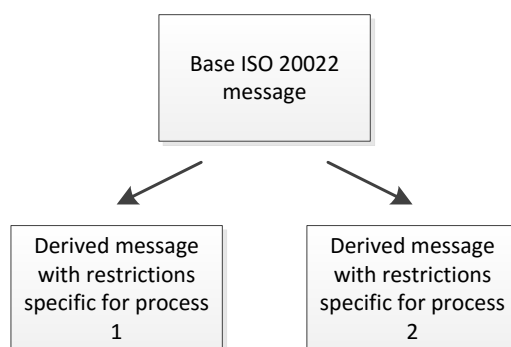 Base ISO 20022
message
Derived message
with restrictions
specific for process
1
Derived message
with restrictions
specific for process
2